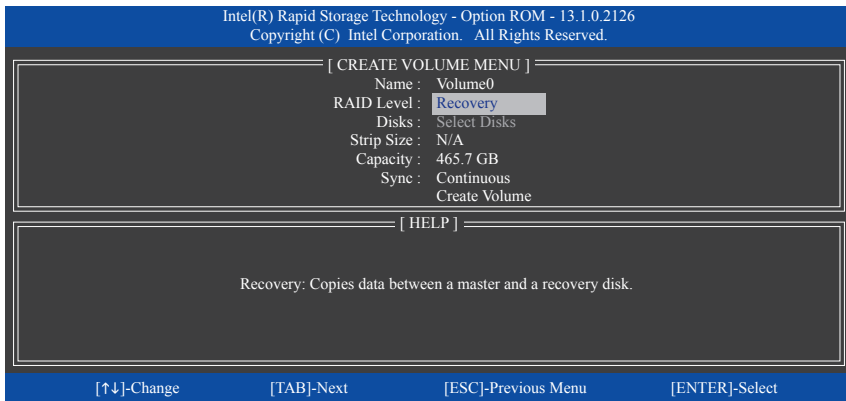 Intel(R) Rapid Storage Technology - Option ROM - 13.1.0.2126
Copyright (C) Intel Corporation. All Rights Reserved.
[ CREATE VOLUME MENU ]
Name : Volume0
RAID Level : Recovery
Disks : Select Disks
Strip Size : N/A
Capacity : 465.7 GB
Sync : Continuous
Create Volume
[ HELP ]
Recovery: Copies data between a master and a recovery disk.
[↑↓]-Change [TAB]-Next [ESC]-Previous Menu [ENTER]-Select